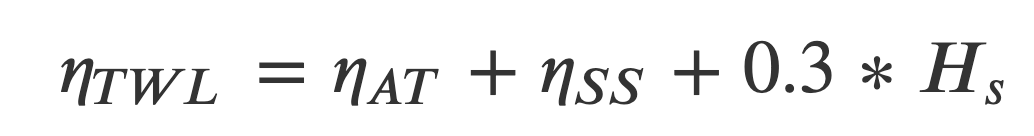 η_TWL = η_AT + η_SS + 0.3 * H_s